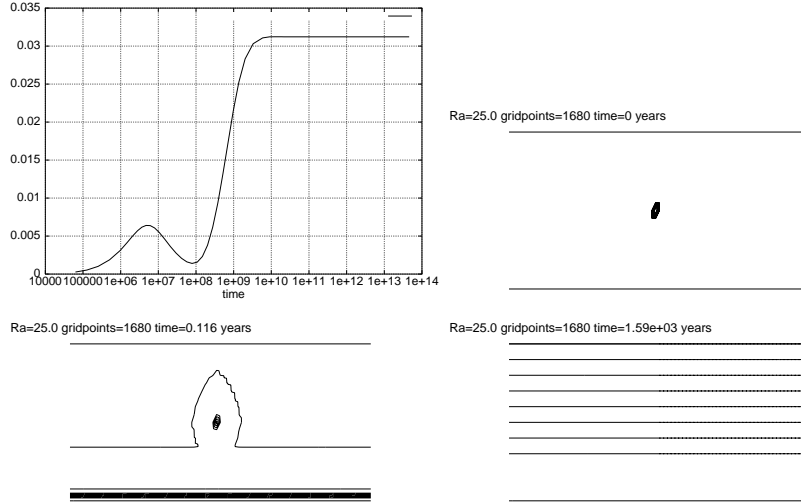 0.035
0.03
0.025
0.02
0.015
0.01
0.005
0
10000 100000 1e+06 1e+07 1e+08 1e+09 1e+10 1e+11 1e+12 1e+13 1e+14
time
Ra=25.0 gridpoints=1680 time=0 years
Ra=25.0 gridpoints=1680 time=0.116 years
Ra=25.0 gridpoints=1680 time=1.59e+03 years